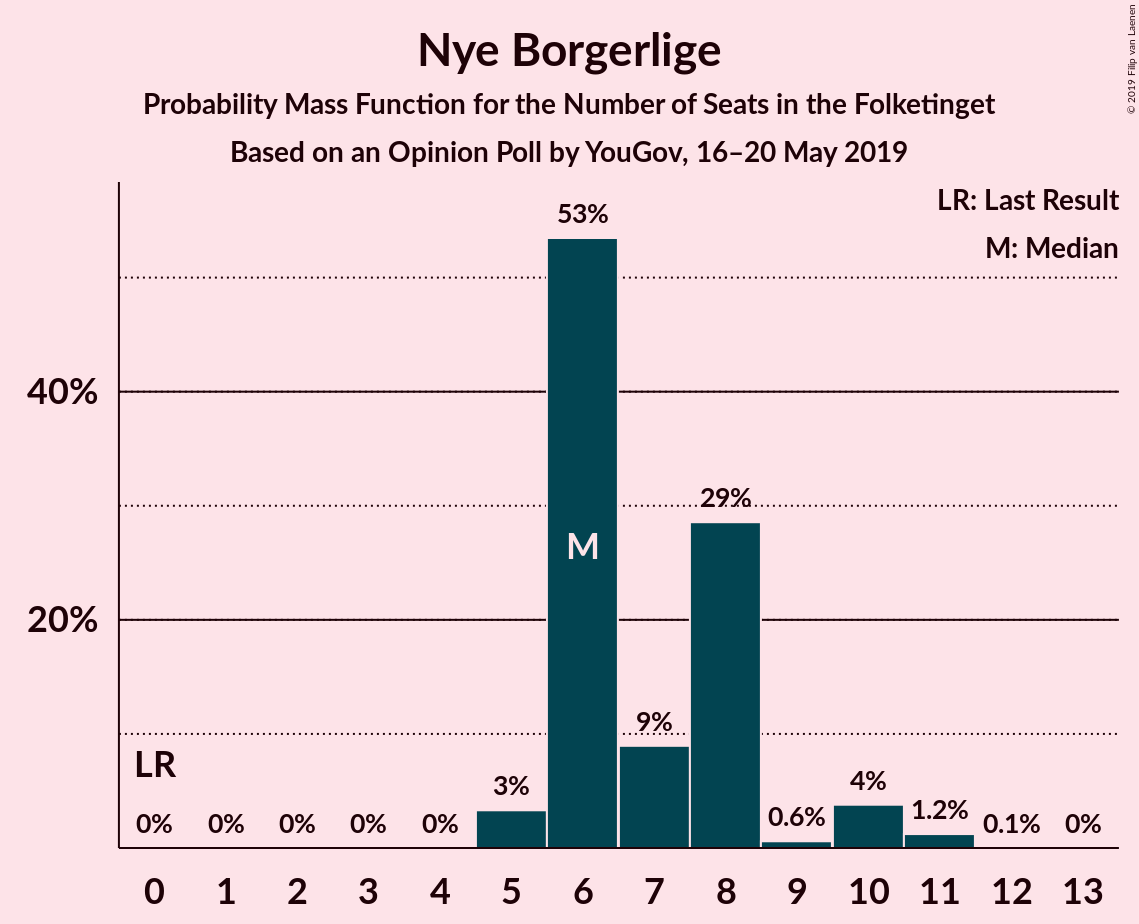 Nye Borgerlige
Probability Mass Function for the Number of Seats in the Folketinget
Based on an Opinion Poll by YouGov, 16–20 May 2019
© 2019 Filip van Laenen
LR: Last Result
M: Median
40%
20%
LR
M
0% 0% 0% 0% 0% 3% 53% 9% 29% 0.6% 4% 1.2% 0.1% 0%
0 1 2 3 4 5 6 7 8 9 10 11 12 13